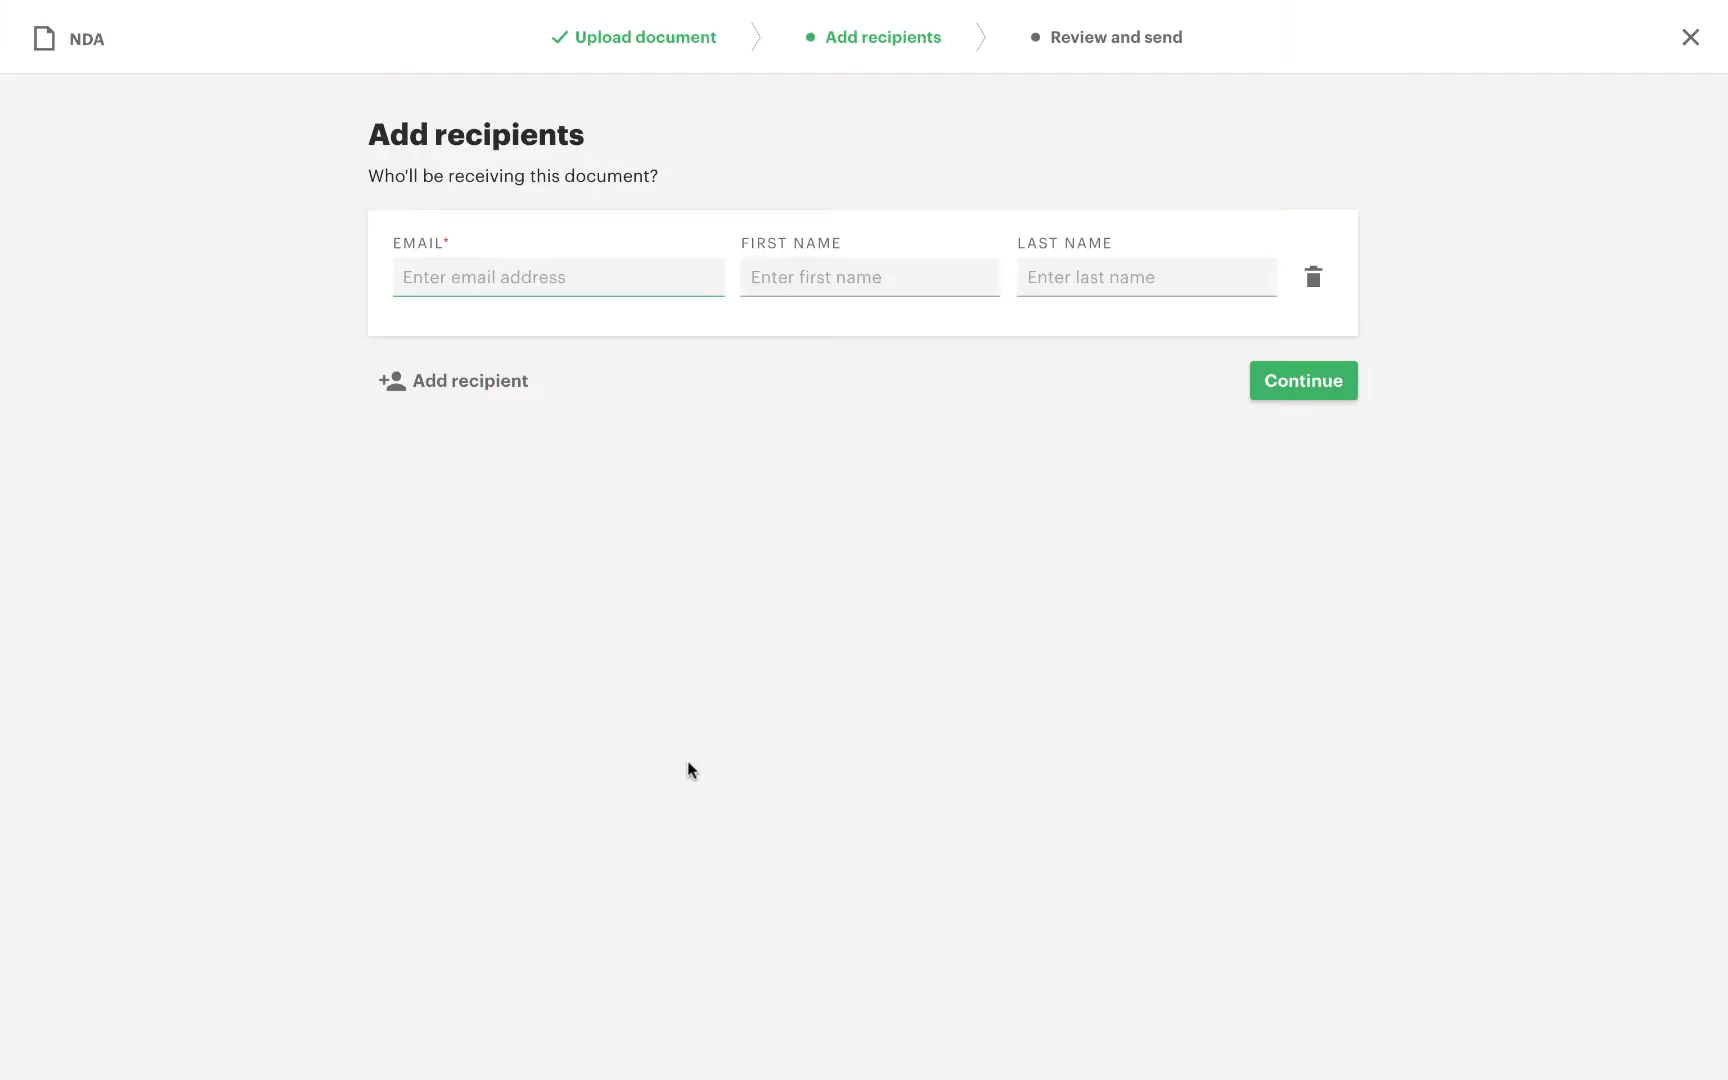 NDA
Upload document
Add recipients
Review and send
Add recipients
Who'll be receiving this document?
EMAIL*
FIRST NAME
LAST NAME
Enter email address
Enter first name
Enter last name
Add recipient
Continue